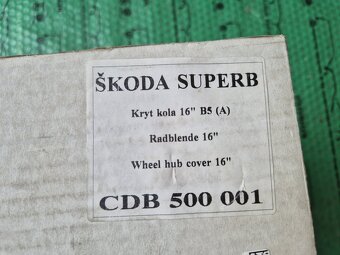 ŠKODA SUPERB
Kryt kola 16" B5 (A)
Radblende 16"
Wheel hub cover 16"
CDB 500 001